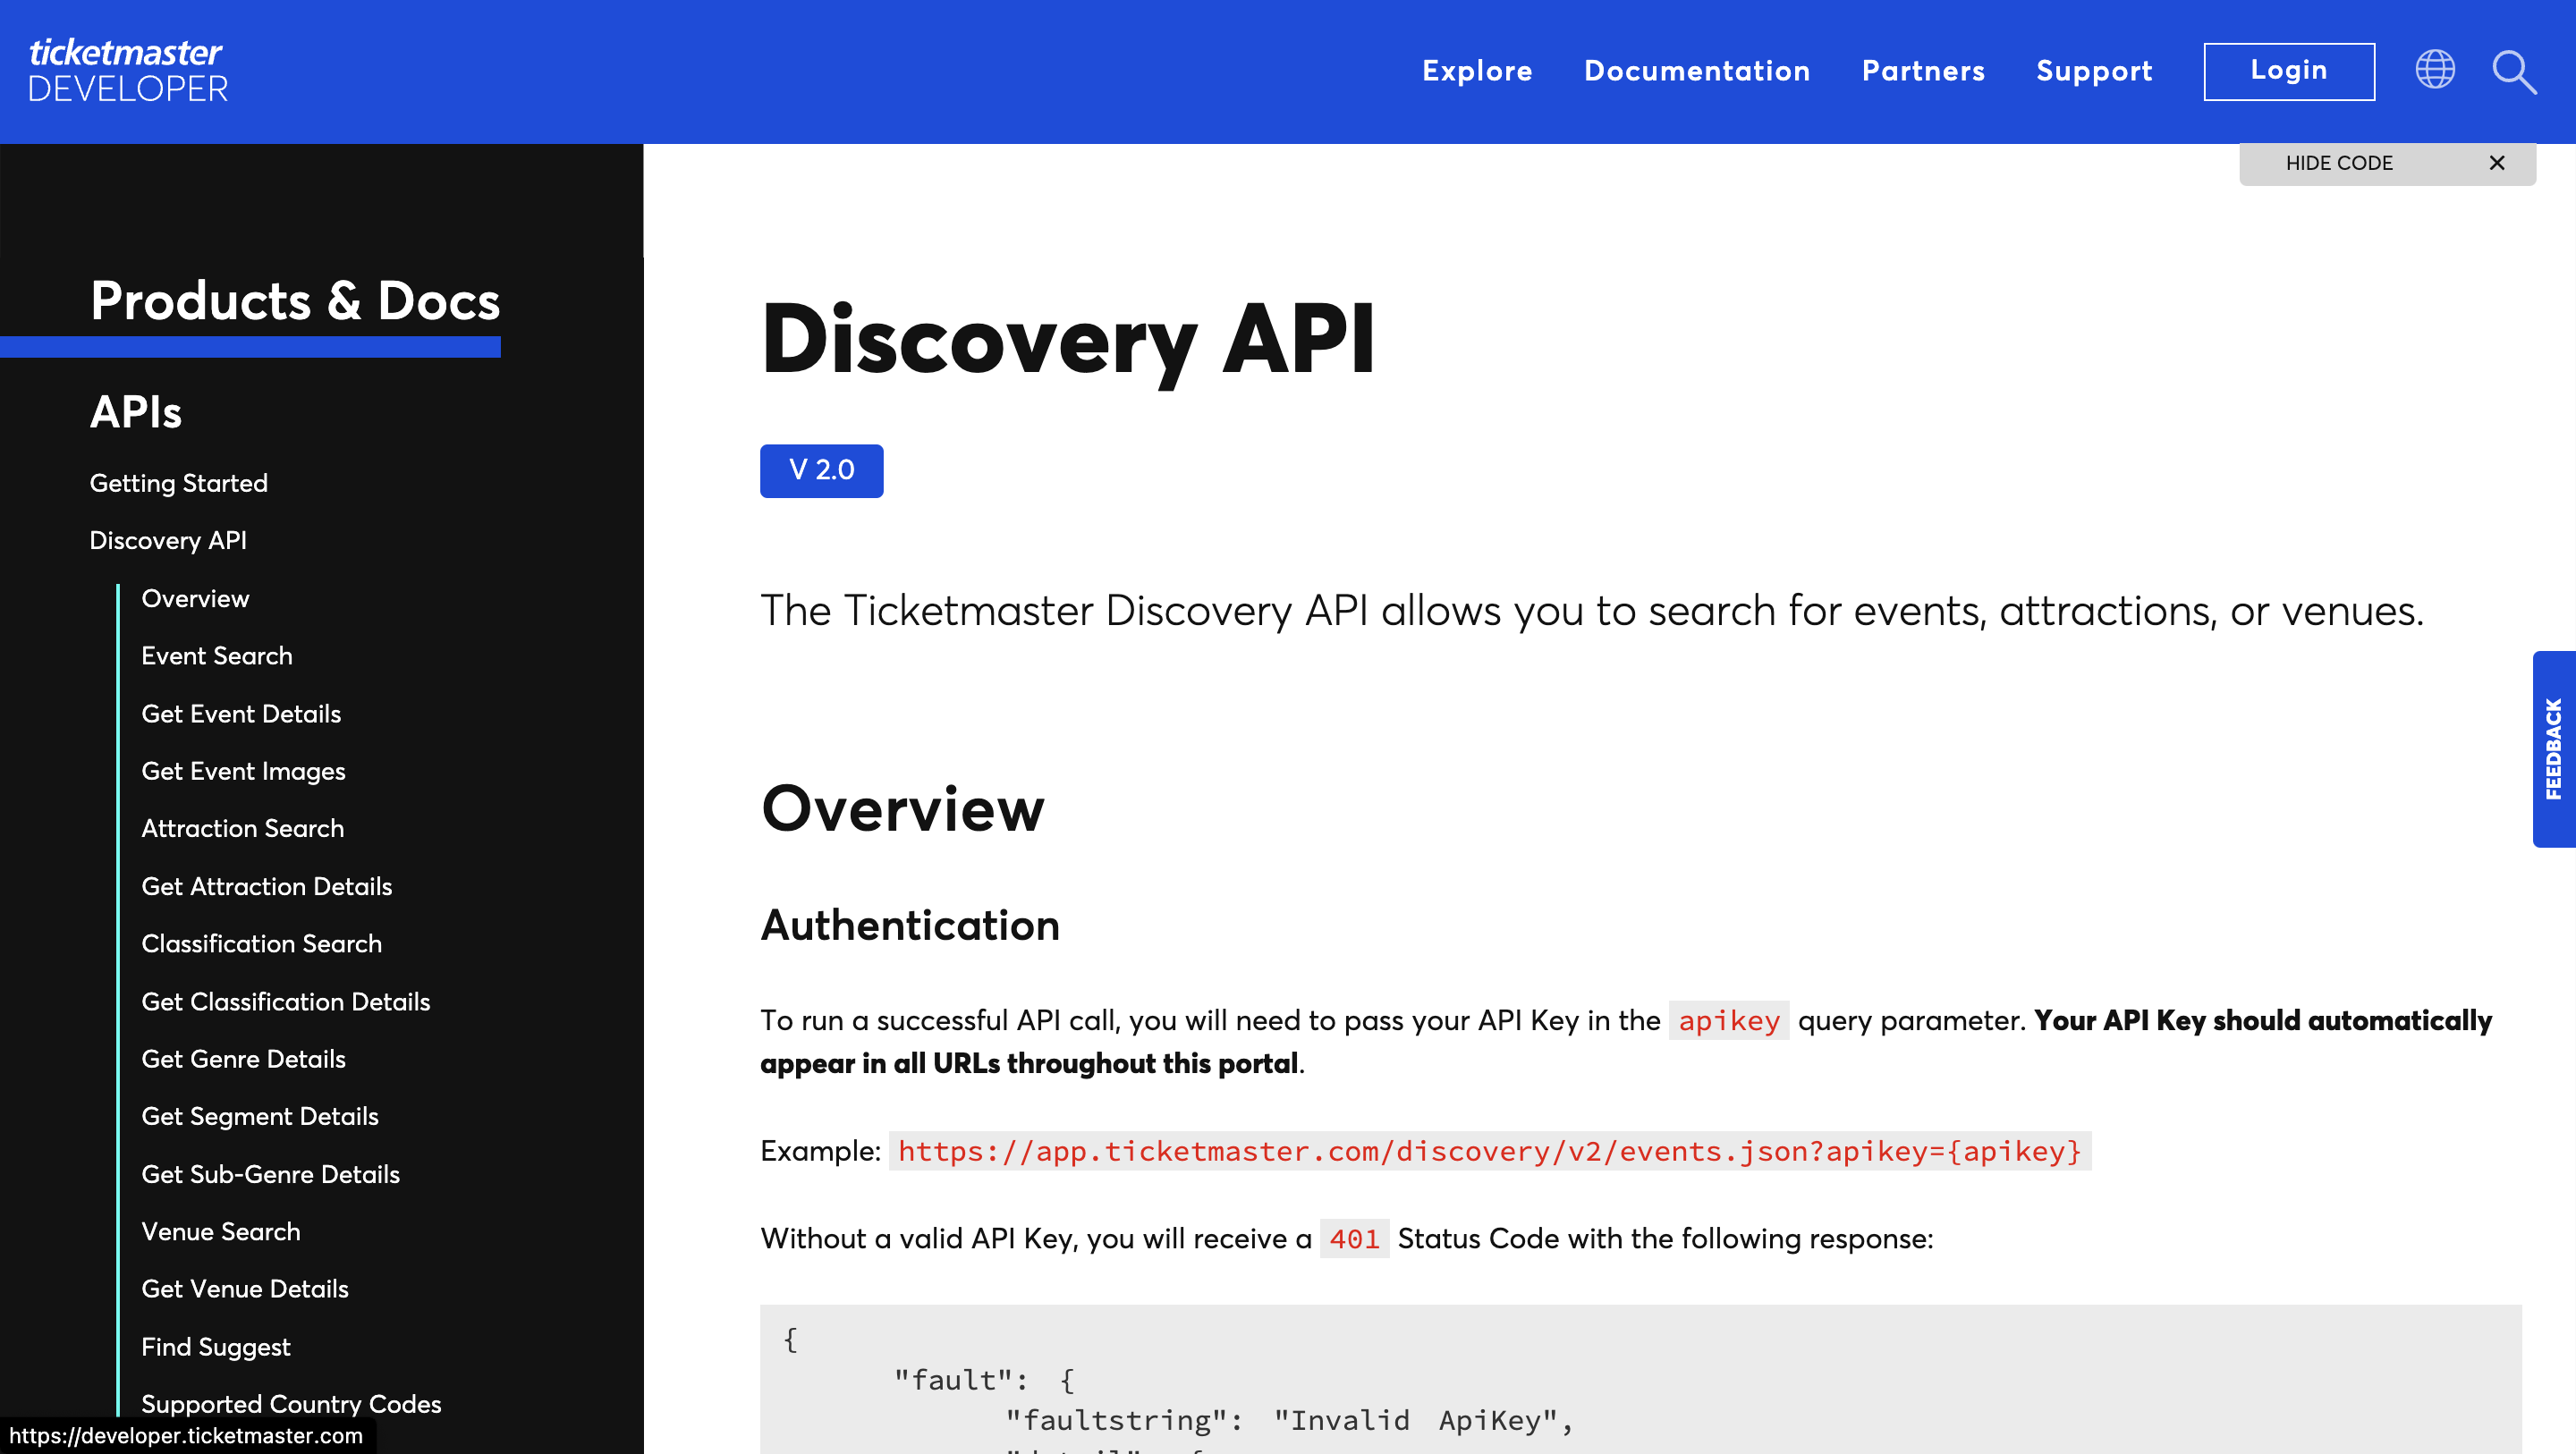 ticketmaster
DEVELOPER
Explore
Documentation
Partners
Support
Login
HIDE CODE ✕
Products & Docs
APIs
Getting Started
Discovery API
Overview
Event Search
Get Event Details
Get Event Images
Attraction Search
Get Attraction Details
Classification Search
Get Classification Details
Get Genre Details
Get Segment Details
Get Sub-Genre Details
Venue Search
Get Venue Details
Find Suggest
Supported Country Codes
https://developer.ticketmaster.com
Discovery API
V 2.0
The Ticketmaster Discovery API allows you to search for events, attractions, or venues.
Overview
Authentication
To run a successful API call, you will need to pass your API Key in the apikey query parameter. Your API Key should automatically
appear in all URLs throughout this portal.
Example: https://app.ticketmaster.com/discovery/v2/events.json?apikey={apikey}
Without a valid API Key, you will receive a 401 Status Code with the following response:
{
"fault": {
"faultstring": "Invalid ApiKey",
FEEDBACK